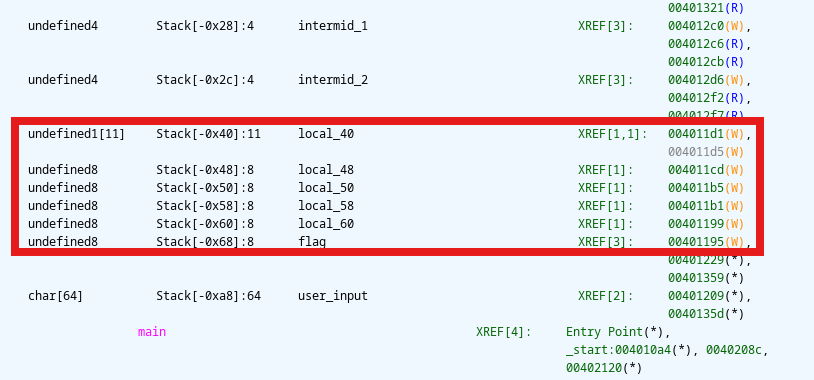 00401321(R)
undefined4 Stack[-0x28]:4 intermid_1 XREF[3]: 004012c0(W),
004012c6(R),
004012cb(R)
undefined4 Stack[-0x2c]:4 intermid_2 XREF[3]: 004012d6(W),
004012f2(R),
004012f7(R)
undefined1[11] Stack[-0x40]:11 local_40 XREF[1,1]: 004011d1(W),
004011d5(W)
undefined8 Stack[-0x48]:8 local_48 XREF[1]: 004011cd(W)
undefined8 Stack[-0x50]:8 local_50 XREF[1]: 004011b5(W)
undefined8 Stack[-0x58]:8 local_58 XREF[1]: 004011b1(W)
undefined8 Stack[-0x60]:8 local_60 XREF[1]: 00401199(W)
undefined8 Stack[-0x68]:8 flag XREF[3]: 00401195(W),
00401229(*),
00401359(*)
char[64] Stack[-0xa8]:64 user_input XREF[2]: 00401209(*),
0040135d(*)
main XREF[4]: Entry Point(*),
_start:004010a4(*), 0040208c,
00402120(*)